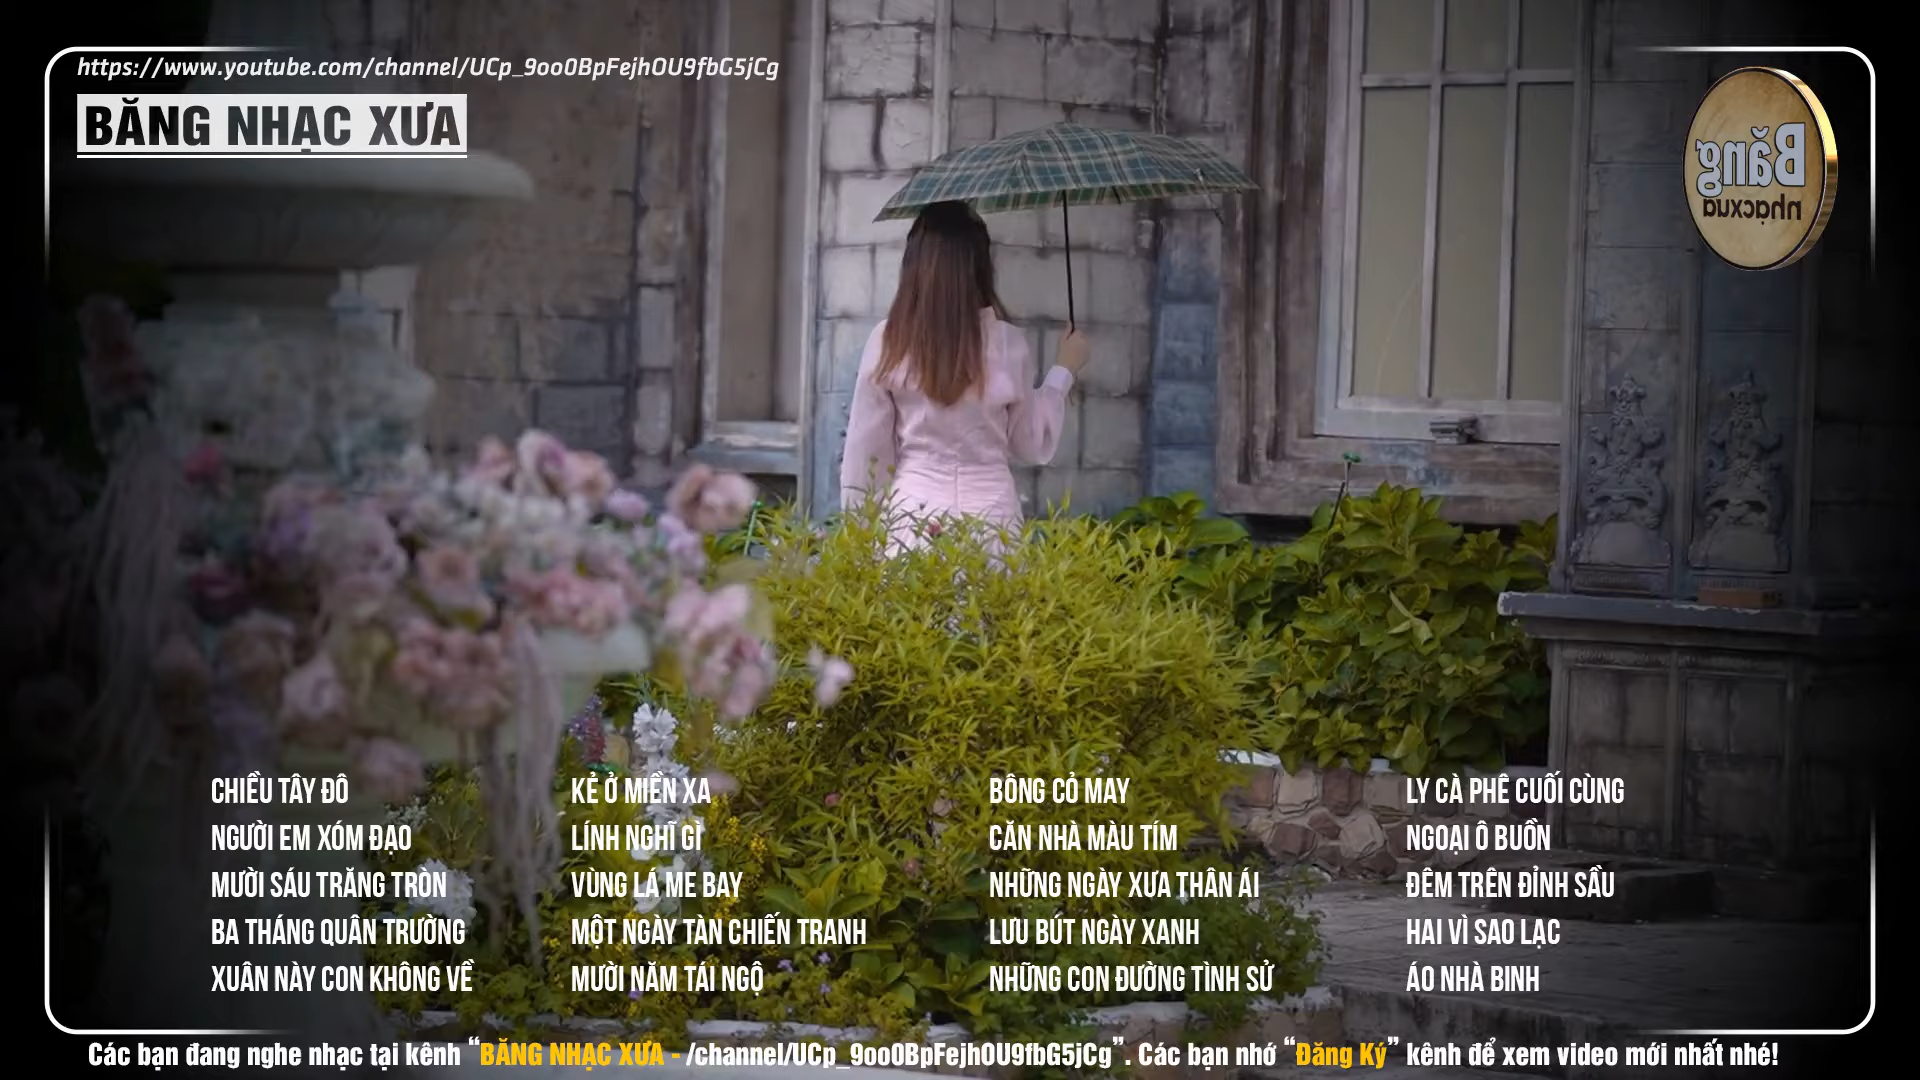 https://www.youtube.com/channel/UCp_9oo0BpFejhOU9fbG5jCg
BĂNG NHẠC XƯA
Băng
nhạcxưa
CHIỀU TÂY ĐÔ
NGƯỜI EM XÓM ĐẠO
MƯỜI SÁU TRĂNG TRÒN
BA THÁNG QUÂN TRƯỜNG
XUÂN NÀY CON KHÔNG VỀ
KẺ Ở MIỀN XA
LÍNH NGHĨ GÌ
VÙNG LÁ ME BAY
MỘT NGÀY TÀN CHIẾN TRANH
MƯỜI NĂM TÁI NGỘ
BÔNG CỎ MAY
CĂN NHÀ MÀU TÍM
NHỮNG NGÀY XƯA THÂN ÁI
LƯU BÚT NGÀY XANH
NHỮNG CON ĐƯỜNG TÌNH SỬ
LY CÀ PHÊ CUỐI CÙNG
NGOẠI Ô BUỒN
ĐÊM TRÊN ĐỈNH SẦU
HAI VÌ SAO LẠC
ÁO NHÀ BINH
Các bạn đang nghe nhạc tại kênh “BĂNG NHẠC XƯA - /channel/UCp_9oo0BpFejhOU9fbG5jCg”. Các bạn nhớ “Đăng Ký” kênh để xem video mới nhất nhé!